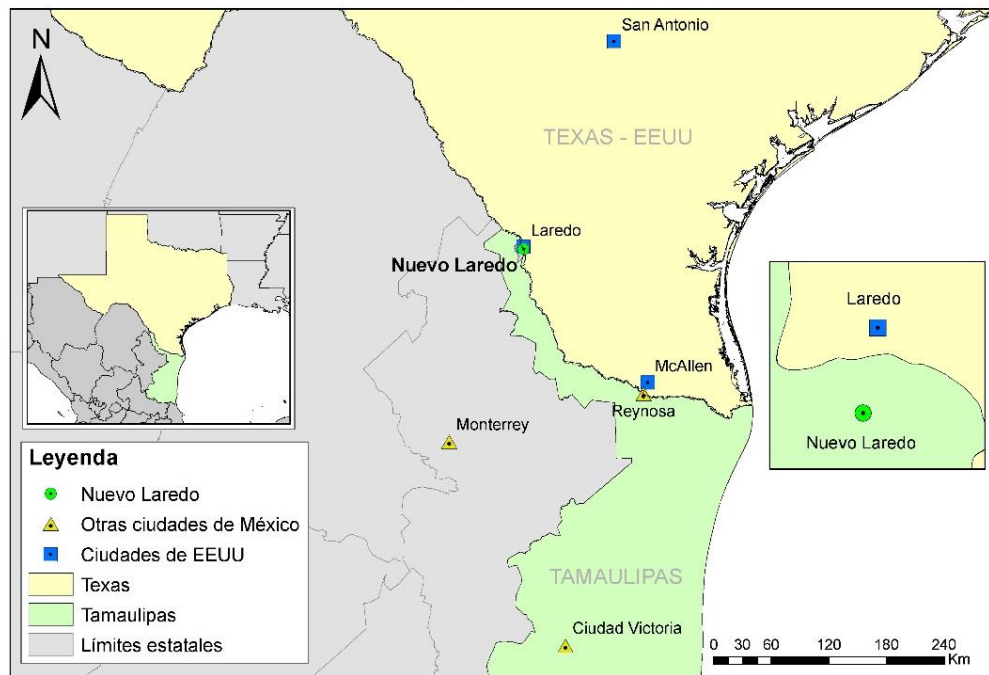 N
San Antonio
TEXAS - EEUU
Laredo
Nuevo Laredo
McAllen
Reynosa
Monterrey
TAMAULIPAS
Ciudad Victoria
Laredo
Nuevo Laredo
Leyenda
Nuevo Laredo
Otras ciudades de México
Ciudades de EEUU
Texas
Tamaulipas
Límites estatales
0 15 30 60 120 180 240
Km